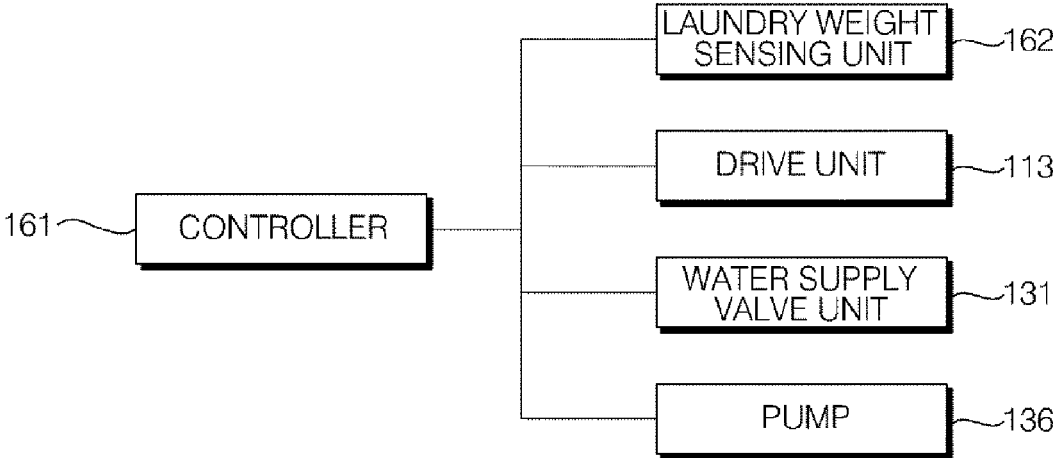 LAUNDRY WEIGHT
SENSING UNIT
162
DRIVE UNIT
113
161
CONTROLLER
WATER SUPPLY
VALVE UNIT
131
PUMP
136